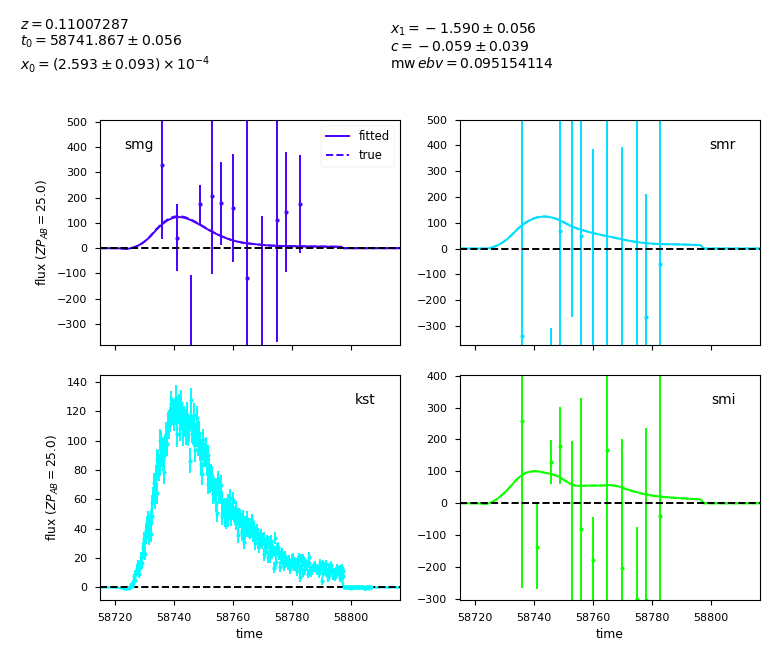 z = 0.11007287
t₀ = 58741.867 ± 0.056
x₀ = (2.593 ± 0.093) × 10⁻⁴
x₁ = −1.590 ± 0.056
c = −0.059 ± 0.039
mw ebv = 0.095154114
500
400
300
200
100
0
−100
−200
−300
flux (ZP_AB = 25.0)
smg
fitted
true
500
400
300
200
100
0
−100
−200
−300
smr
140
120
100
80
60
40
20
0
flux (ZP_AB = 25.0)
kst
58720 58740 58760 58780 58800
time
400
300
200
100
0
−100
−200
−300
smi
58720 58740 58760 58780 58800
time